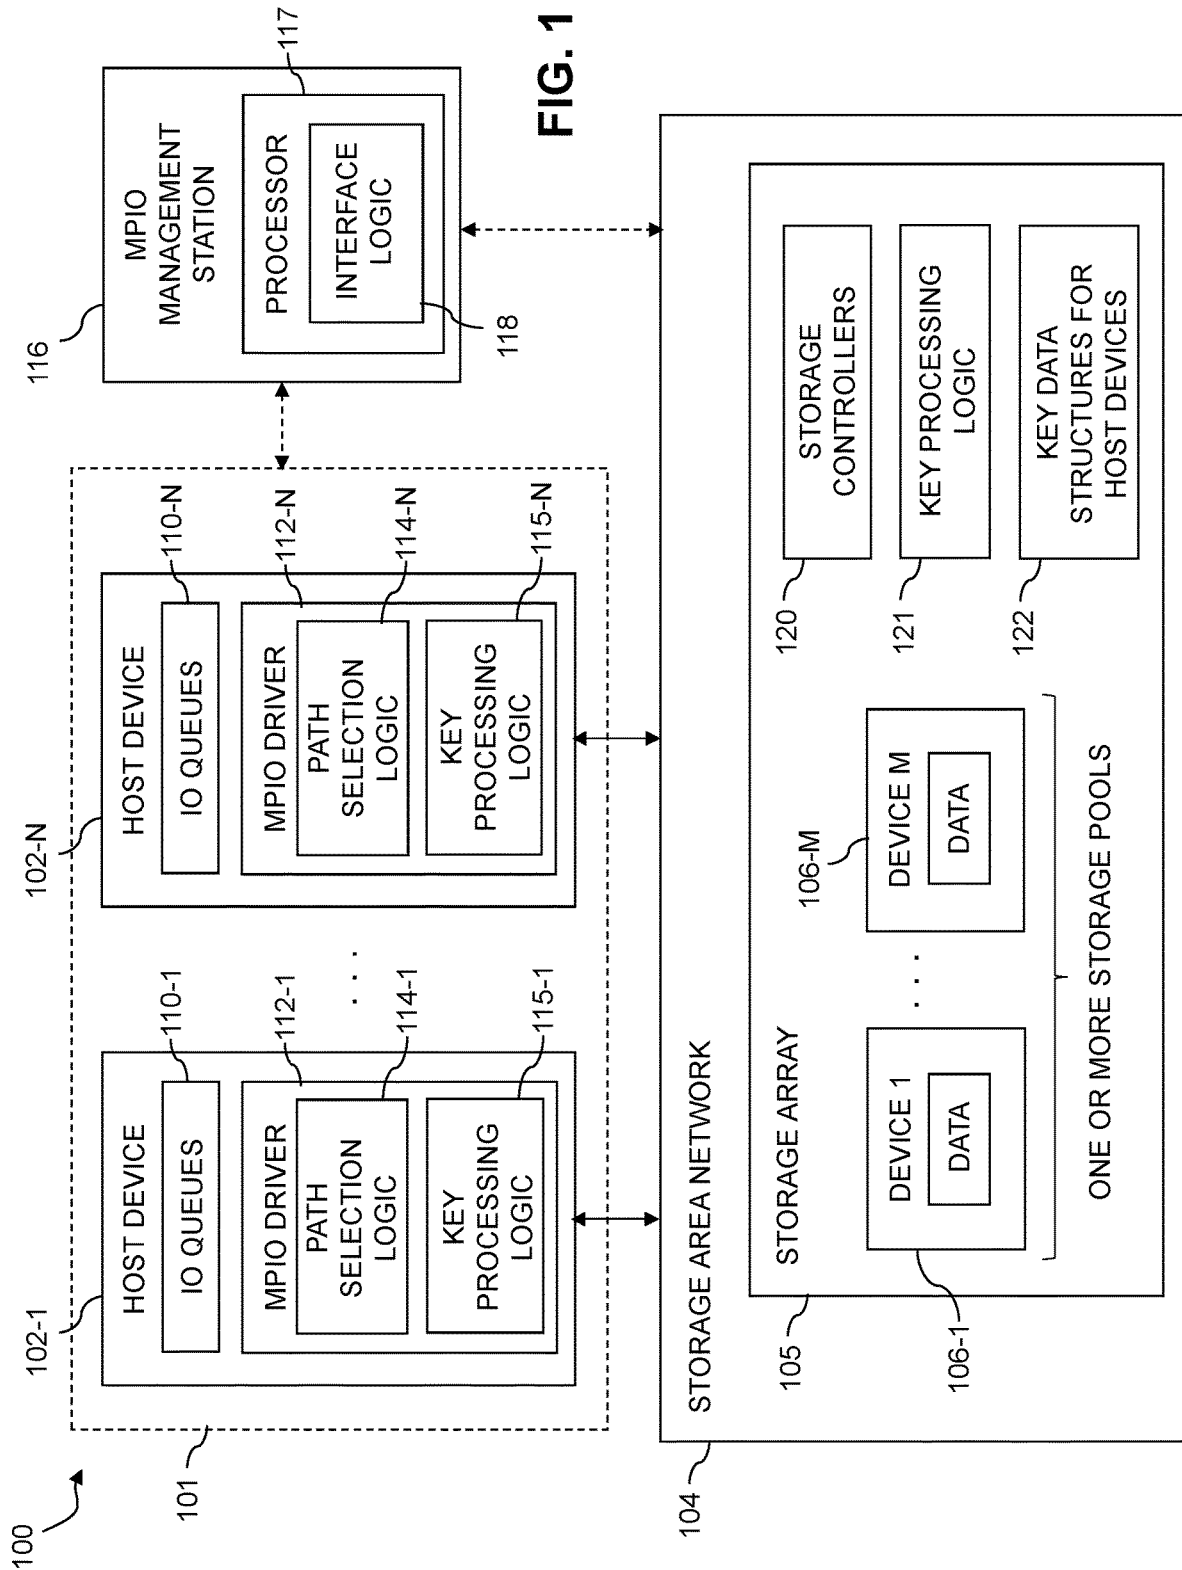 100
101
102-1
HOST DEVICE
110-1
IO QUEUES
112-1
MPIO DRIVER
114-1
PATH
SELECTION
LOGIC
115-1
KEY
PROCESSING
LOGIC
. . .
102-N
HOST DEVICE
110-N
IO QUEUES
112-N
MPIO DRIVER
114-N
PATH
SELECTION
LOGIC
115-N
KEY
PROCESSING
LOGIC
116
MPIO
MANAGEMENT
STATION
117
PROCESSOR
INTERFACE
LOGIC
118
FIG. 1
104
STORAGE AREA NETWORK
105
STORAGE ARRAY
106-1
DEVICE 1
DATA
. . .
106-M
DEVICE M
DATA
ONE OR MORE STORAGE POOLS
120
STORAGE
CONTROLLERS
121
KEY PROCESSING
LOGIC
122
KEY DATA
STRUCTURES FOR
HOST DEVICES